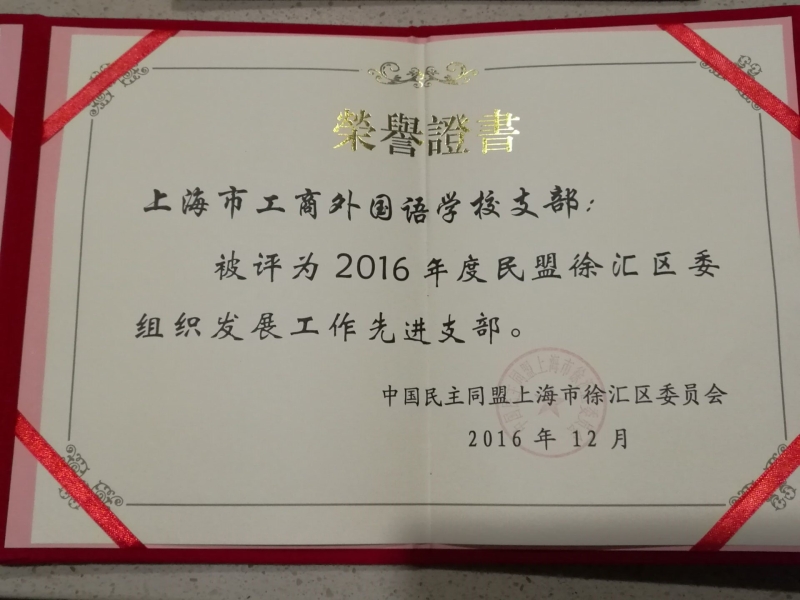 榮譽證書
上海市工商外国语学校支部：
被评为2016年度民盟徐汇区委
组织发展工作先进支部。
中国民主同盟上海市徐汇区委员会
2016年12月